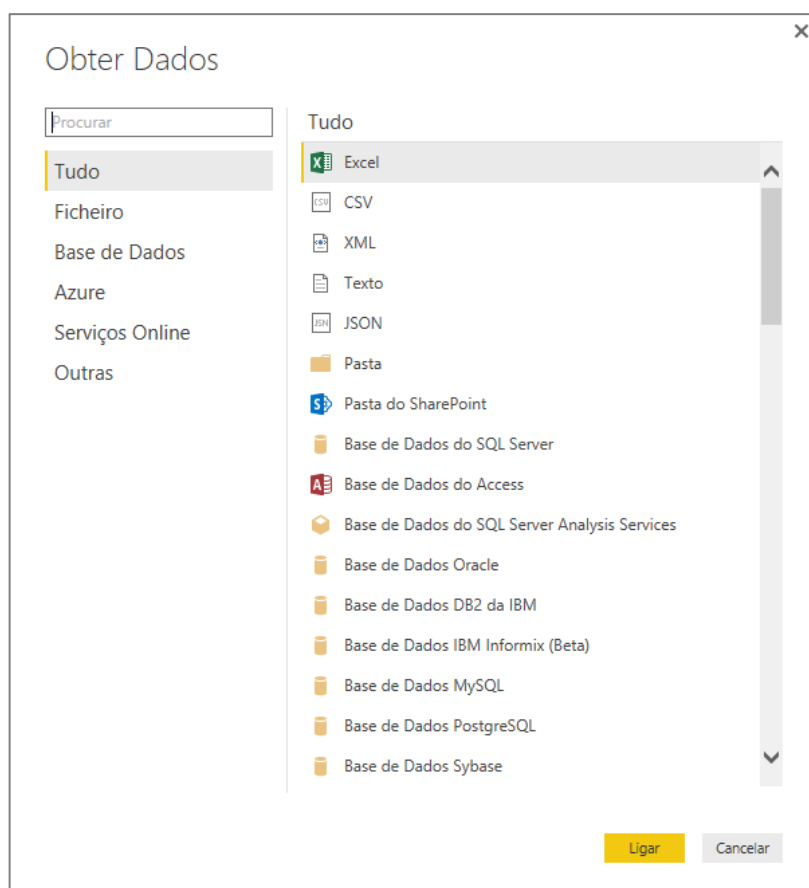 Obter Dados
Procurar
Tudo
Ficheiro
Base de Dados
Azure
Serviços Online
Outras
Tudo
Excel
CSV
CSV
XML
Texto
JSN
JSON
Pasta
Pasta do SharePoint
Base de Dados do SQL Server
Base de Dados do Access
Base de Dados do SQL Server Analysis Services
Base de Dados Oracle
Base de Dados DB2 da IBM
Base de Dados IBM Informix (Beta)
Base de Dados MySQL
Base de Dados PostgreSQL
Base de Dados Sybase
Ligar
Cancelar